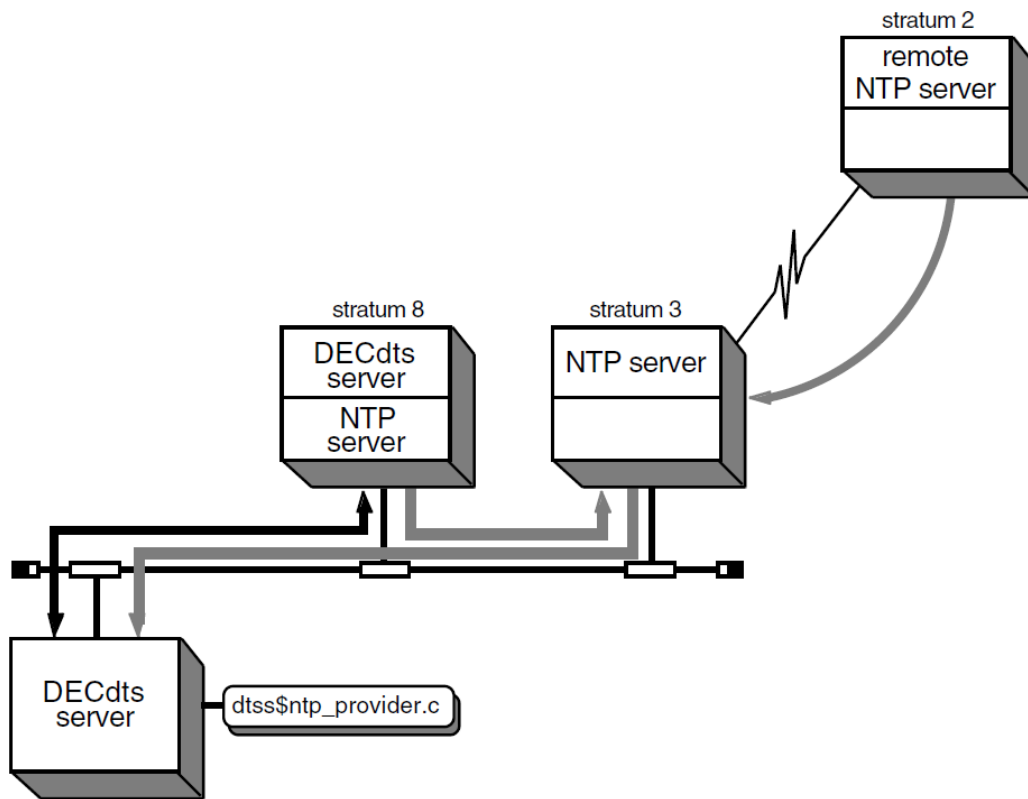 stratum 2
remote
NTP server
stratum 8
DECdts
server
NTP
server
stratum 3
NTP server
DECdts
server
dtss$ntp_provider.c